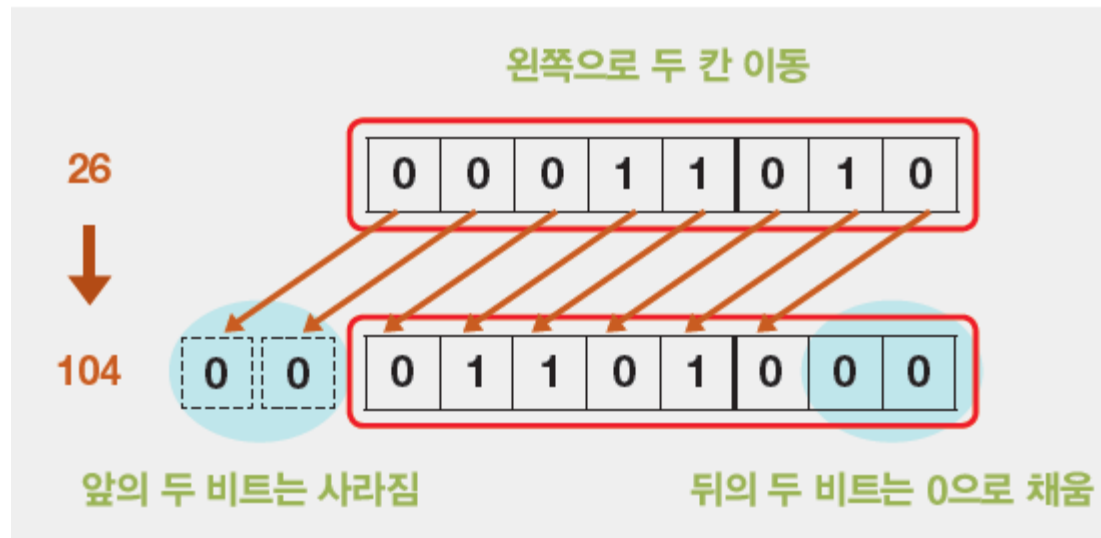 왼쪽으로 두 칸 이동
26 0 0 0 1 1 0 1 0
104 0 0 0 1 1 0 1 0 0 0
앞의 두 비트는 사라짐 뒤의 두 비트는 0으로 채움